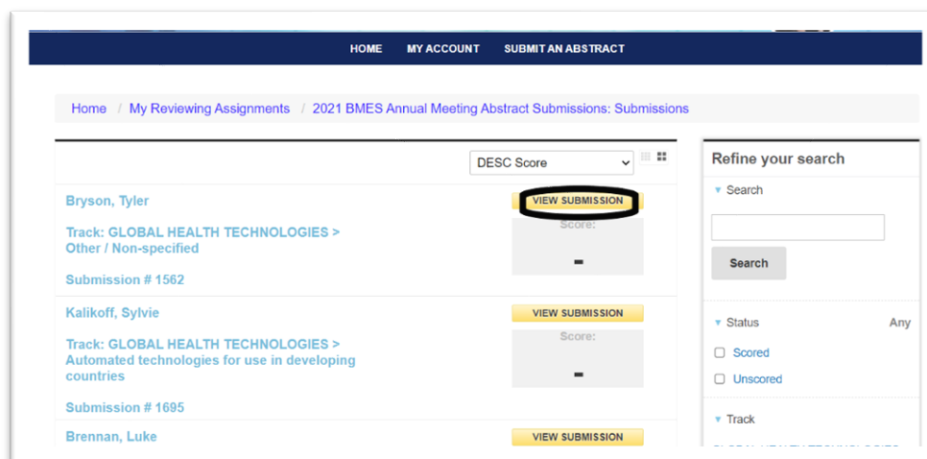 HOME MY ACCOUNT SUBMIT AN ABSTRACT
Home / My Reviewing Assignments / 2021 BMES Annual Meeting Abstract Submissions: Submissions
DESC Score
Bryson, Tyler
VIEW SUBMISSION
Track: GLOBAL HEALTH TECHNOLOGIES >
Other / Non-specified
Score:
-
Submission # 1562
Kalikoff, Sylvie
VIEW SUBMISSION
Track: GLOBAL HEALTH TECHNOLOGIES >
Automated technologies for use in developing
countries
Score:
-
Submission # 1695
Brennan, Luke
VIEW SUBMISSION
Refine your search
Search
Search
Status Any
Scored
Unscored
Track